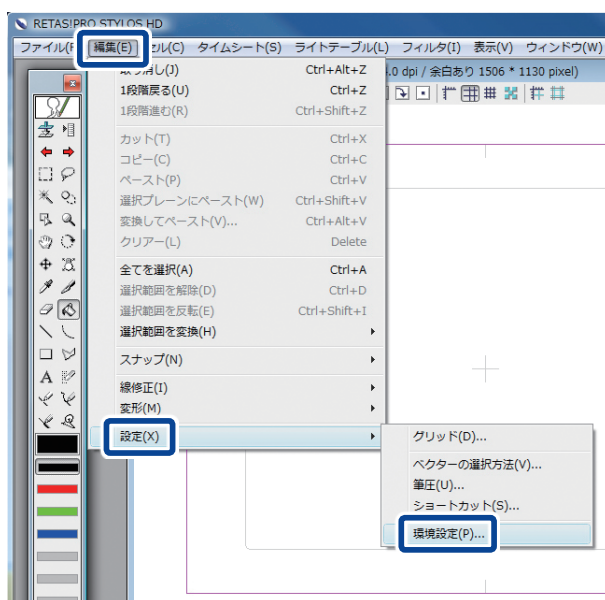 RETAS!PRO STYLOS HD
ファイル(F 編集(E) セル(C) タイムシート(S) ライトテーブル(L) フィルタ(I) 表示(V) ウィンドウ(W)
取り消し(J) Ctrl+Alt+Z
.0 dpi / 余白あり 1506 * 1130 pixel)
1段階戻る(U) Ctrl+Z
1段階進む(R) Ctrl+Shift+Z
カット(T) Ctrl+X
コピー(C) Ctrl+C
ペースト(P) Ctrl+V
選択プレーンにペースト(W) Ctrl+Shift+V
変換してペースト(V)... Ctrl+Alt+V
クリアー(L) Delete
全てを選択(A) Ctrl+A
選択範囲を解除(D) Ctrl+D
選択範囲を反転(E) Ctrl+Shift+I
選択範囲を変換(H)
スナップ(N)
線修正(I)
変形(M)
設定(X)
グリッド(D)...
ベクターの選択方法(V)...
筆圧(U)...
ショートカット(S)...
環境設定(P)...